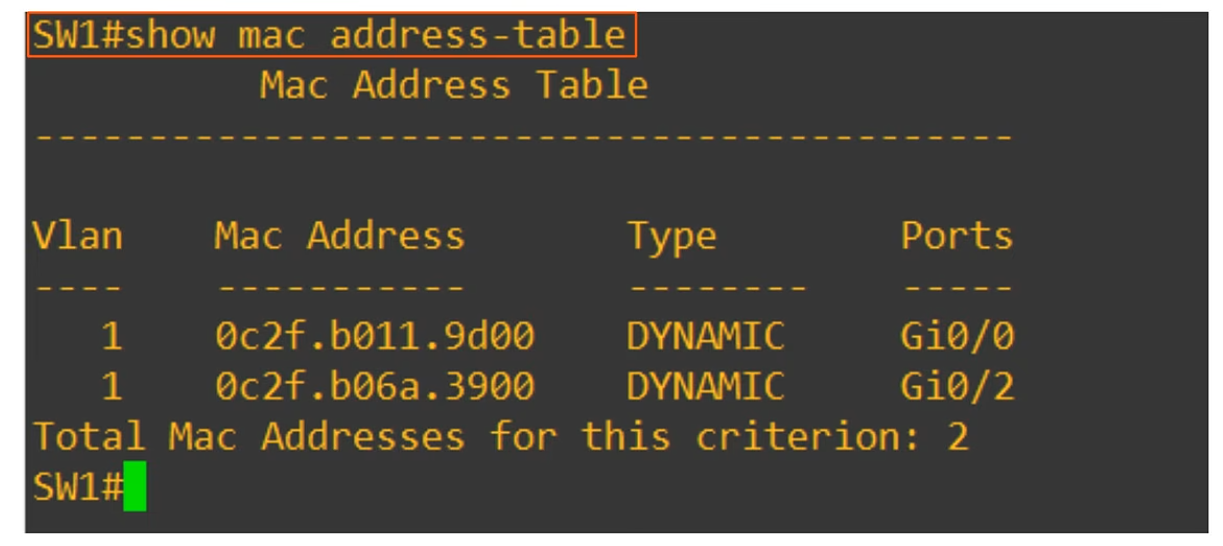 SW1#show mac address-table
Mac Address Table
-------------------------------------------
Vlan    Mac Address       Type        Ports
----    -----------       --------    -----
1    0c2f.b011.9d00    DYNAMIC     Gi0/0
1    0c2f.b06a.3900    DYNAMIC     Gi0/2
Total Mac Addresses for this criterion: 2
SW1#